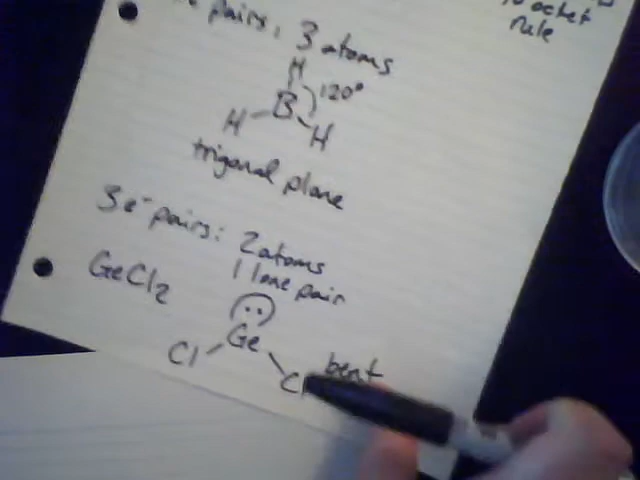 pairs, 3 atoms
octet
rule
H
120°
B
H H
trigonal plane
3 e⁻ pairs: 2 atoms
1 lone pair
GeCl₂
Ge
Cl
bent